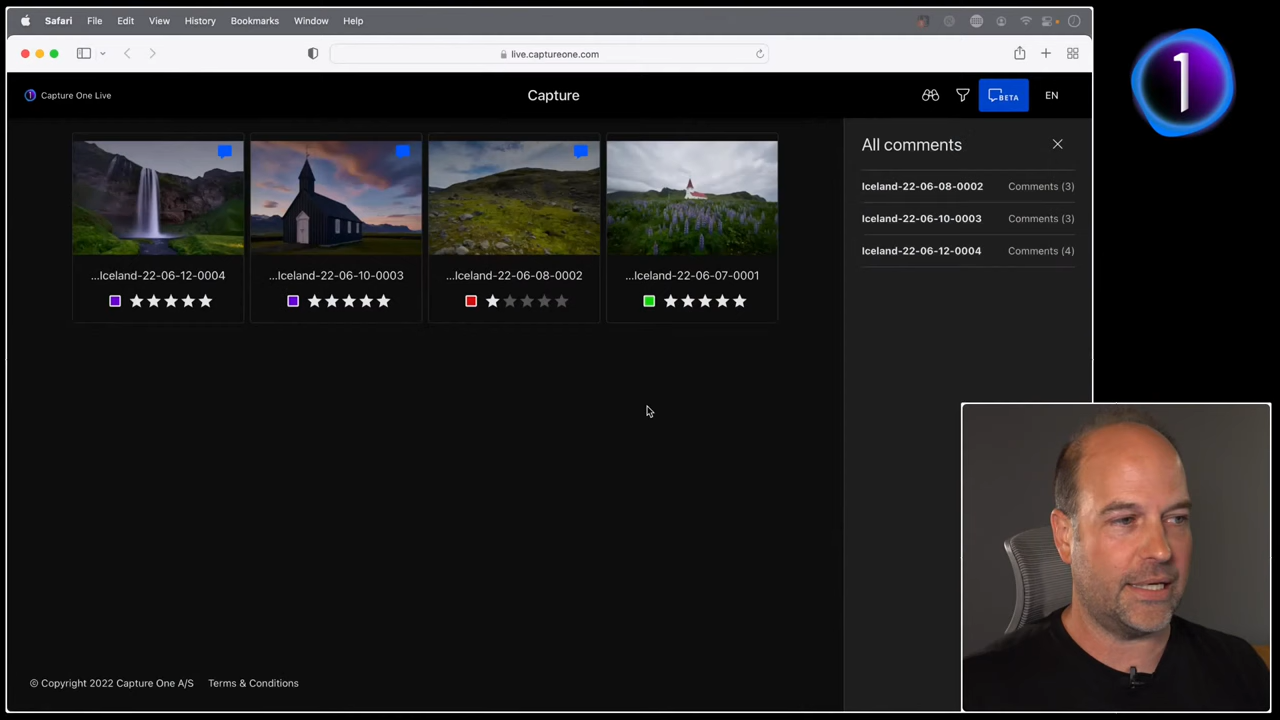 Safari File Edit View History Bookmarks Window Help
live.captureone.com
Capture One Live
Capture
BETA
EN
All comments
Iceland-22-06-08-0002 Comments (3)
Iceland-22-06-10-0003 Comments (3)
Iceland-22-06-12-0004 Comments (4)
...Iceland-22-06-12-0004
...Iceland-22-06-10-0003
...Iceland-22-06-08-0002
...Iceland-22-06-07-0001
© Copyright 2022 Capture One A/S Terms & Conditions
1